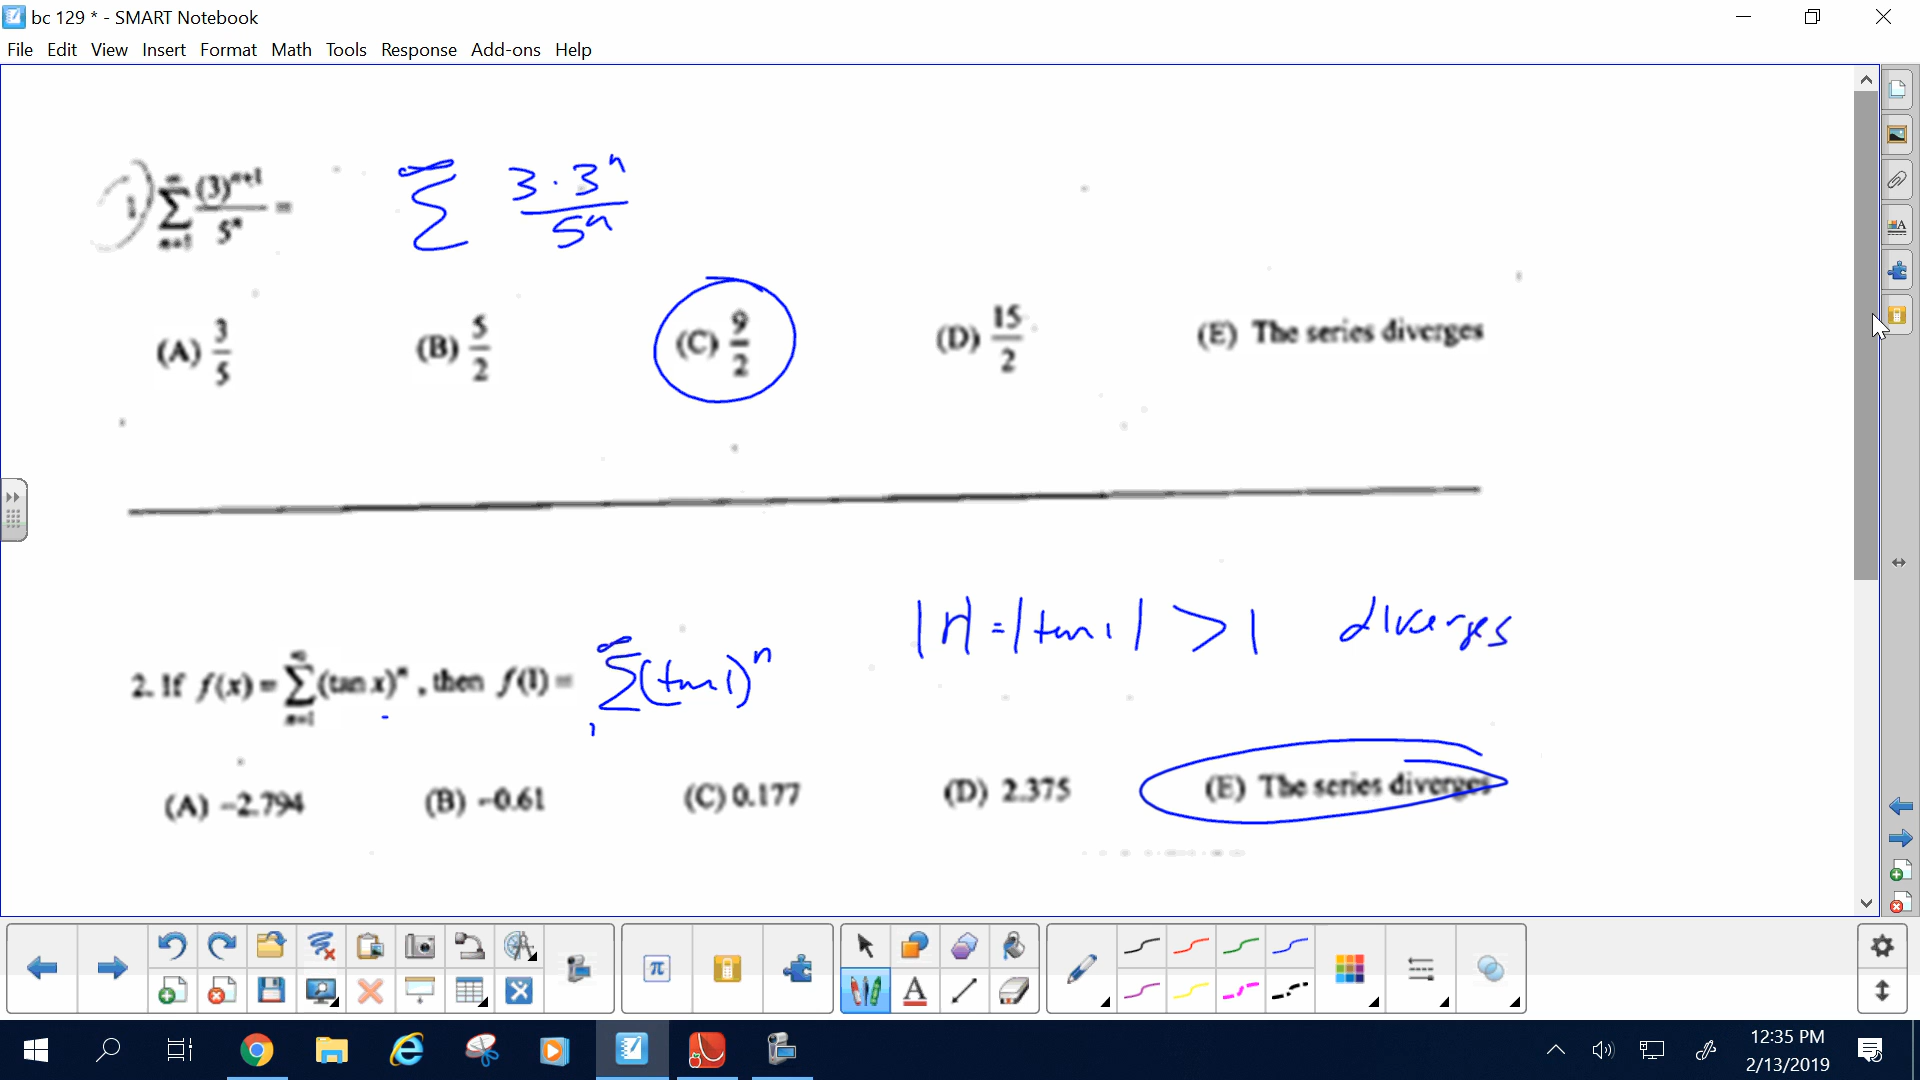 bc 129 * - SMART Notebook
File Edit View Insert Format Math Tools Response Add-ons Help
1) ∑_{n=1}^{∞} (3)^{n+1}/5^n =
∑^{∞} 3·3^n/5^n
(A) 3/5 (B) 5/2 (C) 9/2 (D) 15/2 (E) The series diverges
|r| = |tan 1| > 1 diverges
2. If f(x) = ∑_{n=1}^{∞} (tan x)^n , then f(1) = ∑_{1}^{∞} (tan 1)^n
(A) −2.794 (B) −0.61 (C) 0.177 (D) 2.375 (E) The series diverges
π
A
12:35 PM
2/13/2019